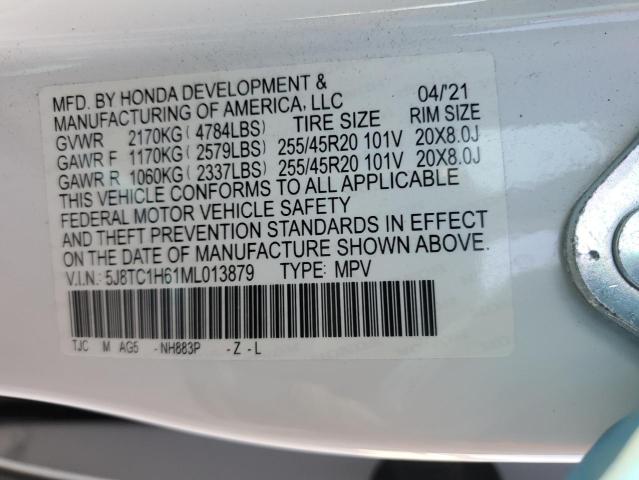 MFD. BY HONDA DEVELOPMENT &
MANUFACTURING OF AMERICA, LLC 04/'21
TIRE SIZE RIM SIZE
GVWR 2170KG ( 4784LBS)
GAWR F 1170KG ( 2579LBS) 255/45R20 101V 20X8.0J
GAWR R 1060KG ( 2337LBS) 255/45R20 101V 20X8.0J
THIS VEHICLE CONFORMS TO ALL APPLICABLE
FEDERAL MOTOR VEHICLE SAFETY
AND THEFT PREVENTION STANDARDS IN EFFECT
ON THE DATE OF MANUFACTURE SHOWN ABOVE.
V.I.N.: 5J8TC1H61ML013879 TYPE: MPV
TJC M AG5 -NH883P -Z-L